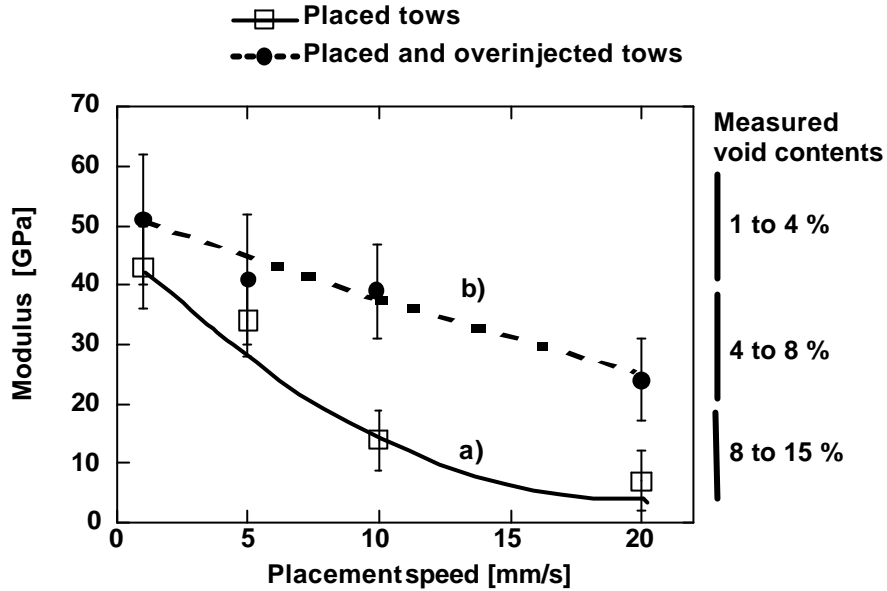 Placed tows
Placed and overinjected tows
70
60
50
40
30
20
10
0
Modulus [GPa]
0
5
10
15
20
Placement speed [mm/s]
b)
a)
Measured
void contents
1 to 4 %
4 to 8 %
8 to 15 %